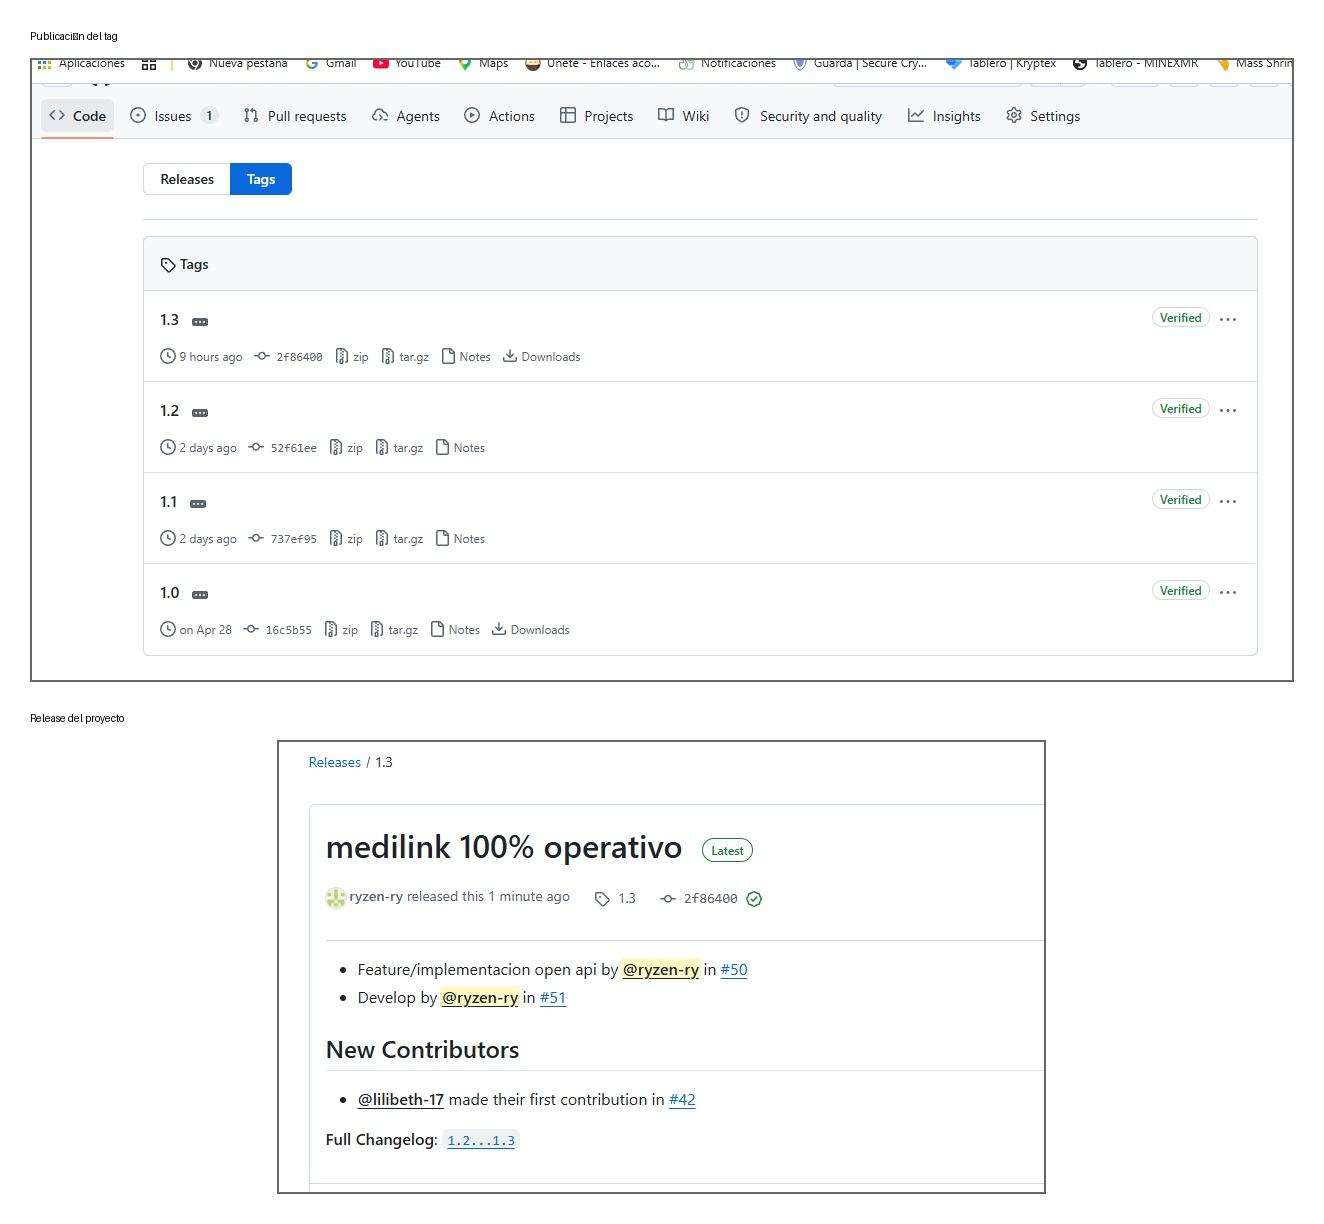 Publicación del tag
Aplicaciones Nueva pestaña Gmail YouTube Maps Únete - Enlaces aco... Notificaciones Guarda | Secure Cry... Tablero | Kryptex Tablero - MINEXMR Mass Shrin
Code Issues 1 Pull requests Agents Actions Projects Wiki Security and quality Insights Settings
Releases Tags
Tags
1.3 Verified
9 hours ago 2f86400 zip tar.gz Notes Downloads
1.2 Verified
2 days ago 52f61ee zip tar.gz Notes
1.1 Verified
2 days ago 737ef95 zip tar.gz Notes
1.0 Verified
on Apr 28 16c5b55 zip tar.gz Notes Downloads
Release del proyecto
Releases / 1.3
medilink 100% operativo Latest
ryzen-ry released this 1 minute ago 1.3 2f86400
Feature/implementacion open api by @ryzen-ry in #50
Develop by @ryzen-ry in #51
New Contributors
@lilibeth-17 made their first contribution in #42
Full Changelog: 1.2...1.3